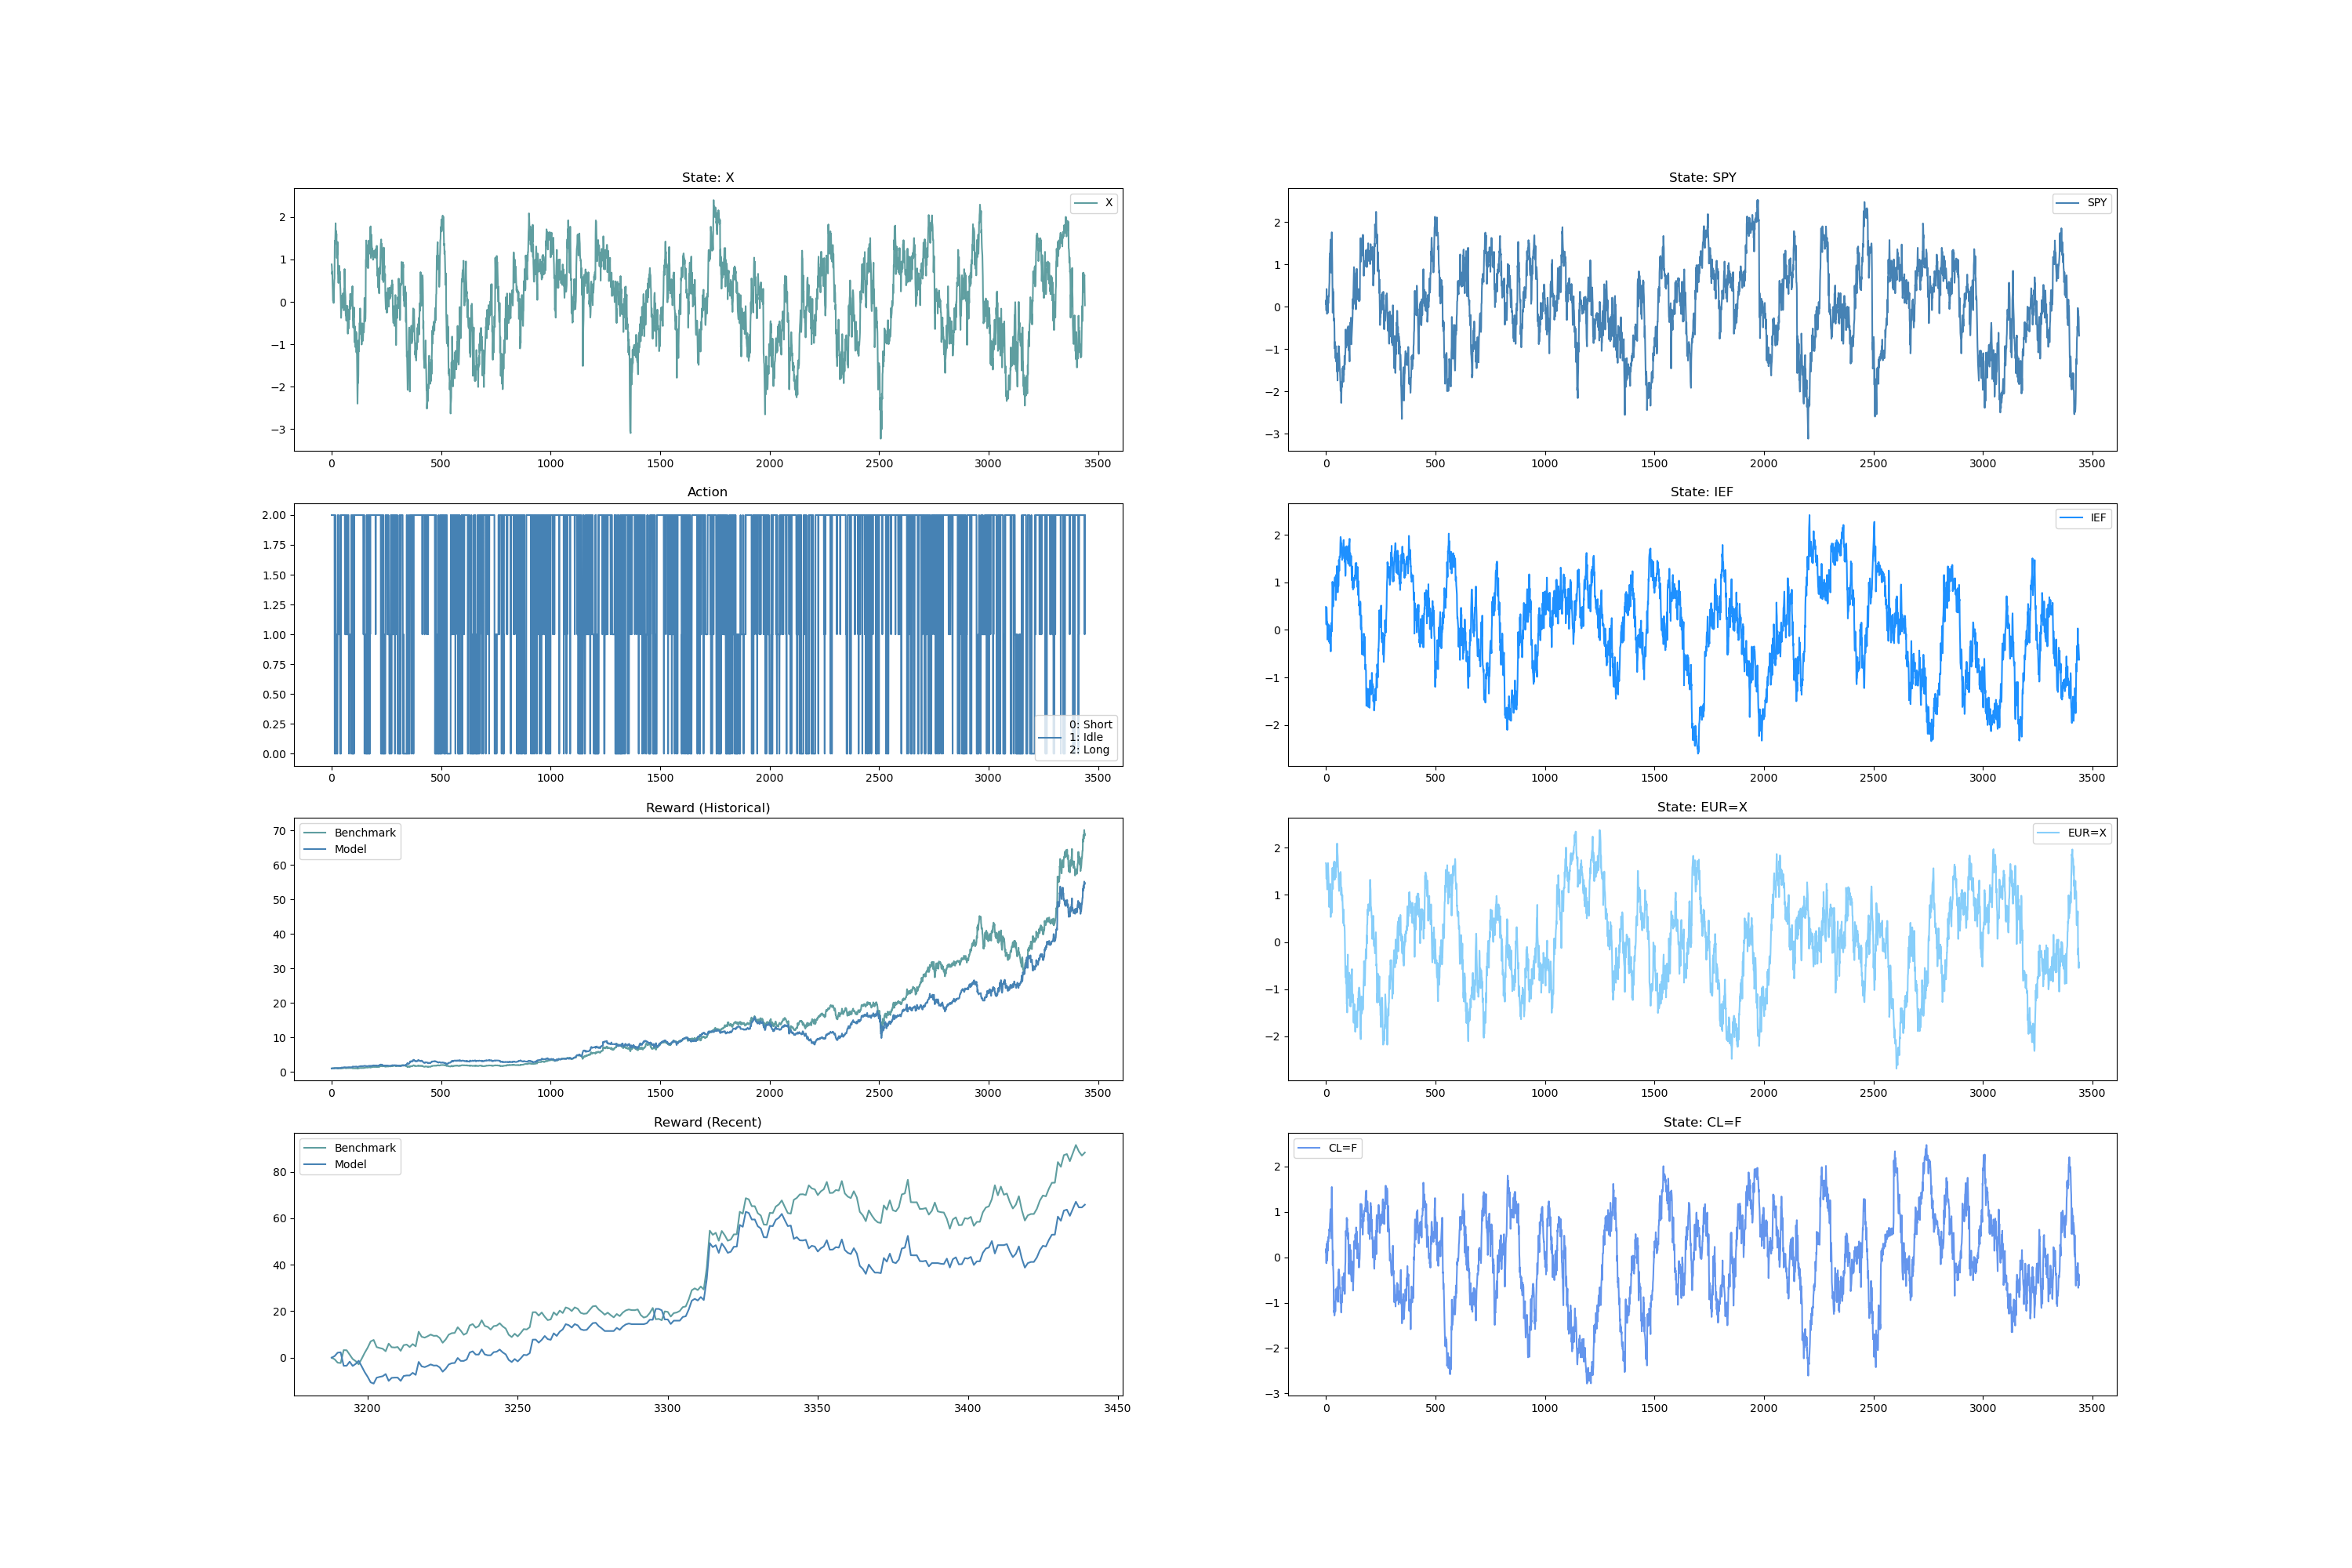 State: X
X
2
1
0
−1
−2
−3
0 500 1000 1500 2000 2500 3000 3500
State: SPY
SPY
2
1
0
−1
−2
−3
0 500 1000 1500 2000 2500 3000 3500
Action
2.00
1.75
1.50
1.25
1.00
0.75
0.50
0.25
0.00
0: Short
1: Idle
2: Long
0 500 1000 1500 2000 2500 3000 3500
State: IEF
IEF
2
1
0
−1
−2
0 500 1000 1500 2000 2500 3000 3500
Reward (Historical)
Benchmark
Model
70
60
50
40
30
20
10
0
0 500 1000 1500 2000 2500 3000 3500
State: EUR=X
EUR=X
2
1
0
−1
−2
0 500 1000 1500 2000 2500 3000 3500
Reward (Recent)
Benchmark
Model
80
60
40
20
0
3200 3250 3300 3350 3400 3450
State: CL=F
CL=F
2
1
0
−1
−2
−3
0 500 1000 1500 2000 2500 3000 3500